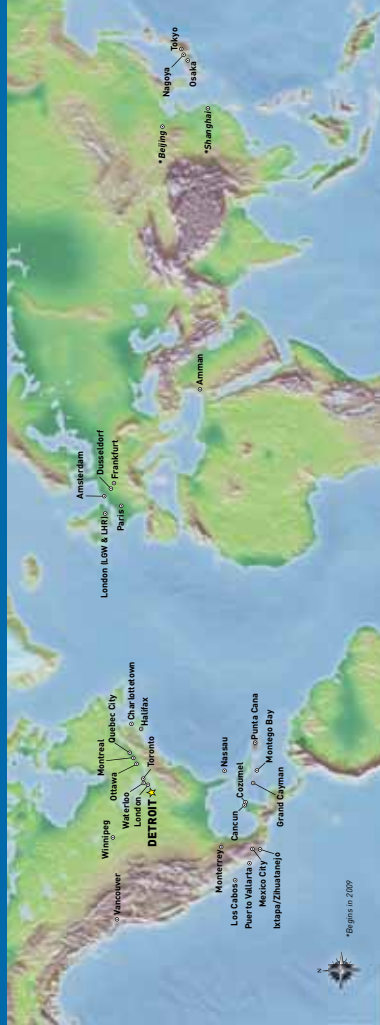 Vancouver
Winnipeg
DETROIT
London
Waterloo
Ottawa
Montreal
Quebec City
Toronto
Charlottetown
Halifax
Monterrey
Los Cabos
Puerto Vallarta
Mexico City
Ixtapa/Zihuatanejo
Cancun
Cozumel
Grand Cayman
Nassau
Montego Bay
Punta Cana
London (LGW & LHR)
Paris
Amsterdam
Dusseldorf
Frankfurt
Amman
*Beijing
*Shanghai
Nagoya
Tokyo
Osaka
*Begins in 2009
N